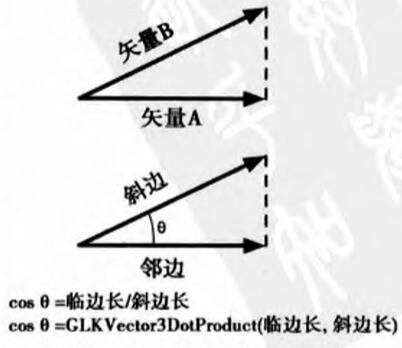 矢量B
矢量A
斜边
θ
邻边
cos θ =临边长/斜边长
cos θ =GLKVector3DotProduct(临边长, 斜边长)